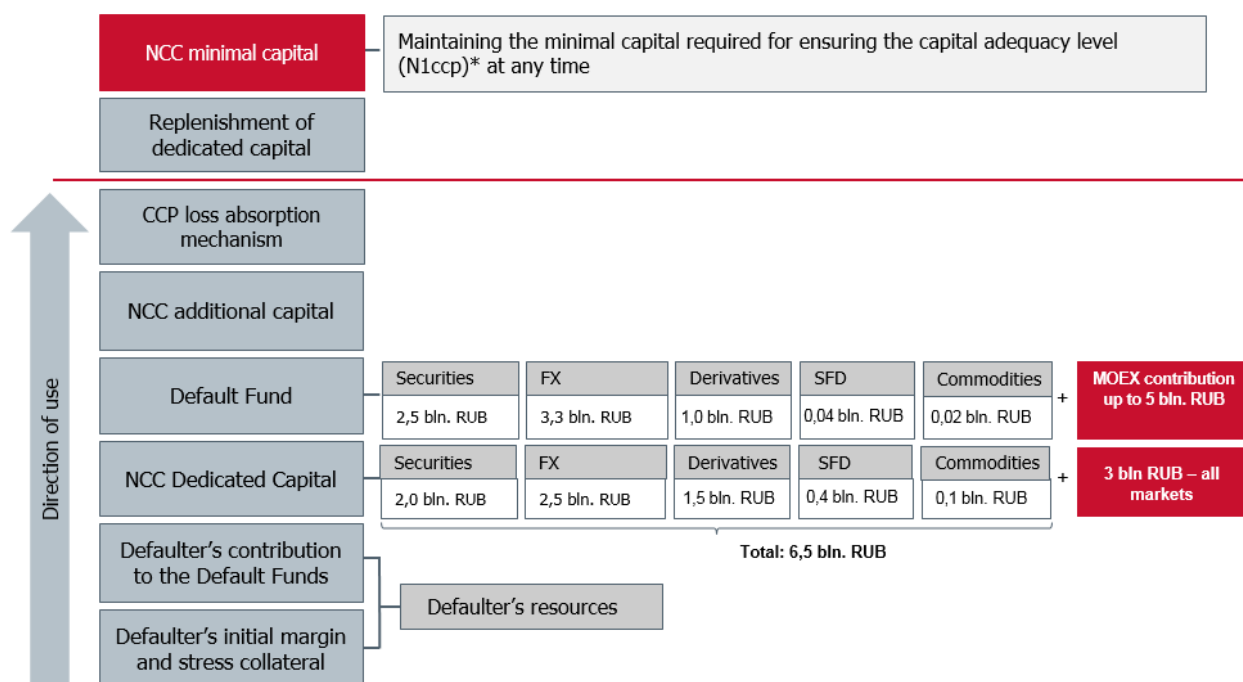 NCC minimal capital
Maintaining the minimal capital required for ensuring the capital adequacy level
(N1ccp)* at any time
Replenishment of
dedicated capital
Direction of use
CCP loss absorption
mechanism
NCC additional capital
Default Fund
Securities
FX
Derivatives
SFD
Commodities
2,5 bln. RUB
3,3 bln. RUB
1,0 bln. RUB
0,04 bln. RUB
0,02 bln. RUB
+
MOEX contribution
up to 5 bln. RUB
NCC Dedicated Capital
Securities
FX
Derivatives
SFD
Commodities
2,0 bln. RUB
2,5 bln. RUB
1,5 bln. RUB
0,4 bln. RUB
0,1 bln. RUB
+
3 bln RUB – all
markets
Total: 6,5 bln. RUB
Defaulter’s contribution
to the Default Funds
Defaulter’s resources
Defaulter’s initial margin
and stress collateral